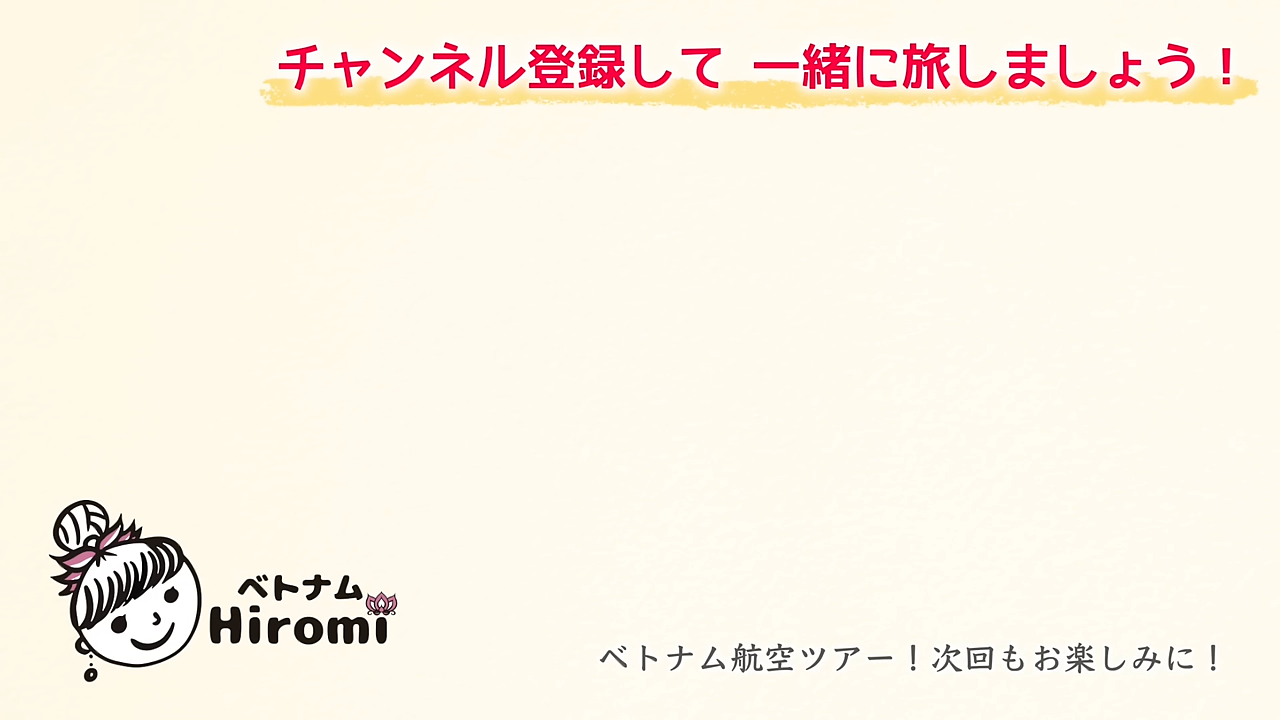 チャンネル登録して 一緒に旅しましょう！
ベトナム
Hiromi
ベトナム航空ツアー！次回もお楽しみに！